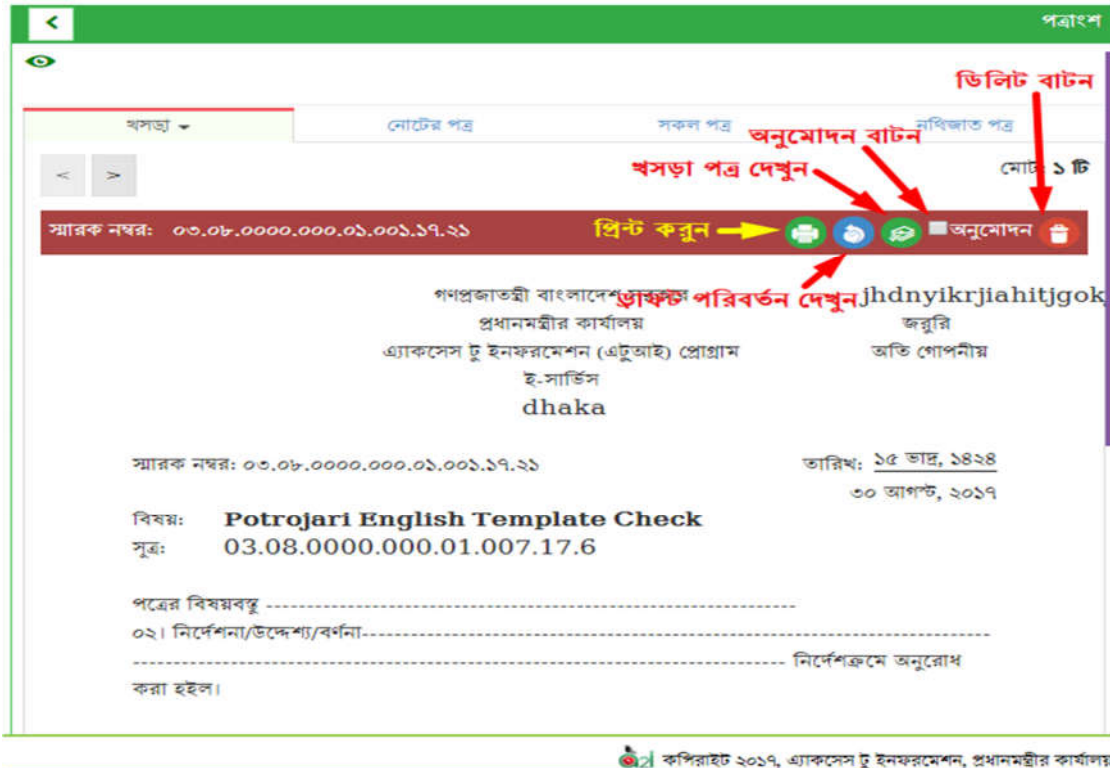 পত্রাংশ
ডিলিট বাটন
খসড়া নোটের পত্র সকল পত্র নথিজাত পত্র
অনুমোদন বাটন
খসড়া পত্র দেখুন
< > মোট: ১ টি
স্মারক নম্বর: ০৩.০৮.০০০০.০০০.০১.০০১.১৭.২১ প্রিন্ট করুন অনুমোদন
গণপ্রজাতন্ত্রী বাংলাদেশ সরকার jhdnyikrjiahitjgok
ড্রাফট পরিবর্তন দেখুন
প্রধানমন্ত্রীর কার্যালয় জরুরি
এ্যাকসেস টু ইনফরমেশন (এটুআই) প্রোগ্রাম অতি গোপনীয়
ই-সার্ভিস
dhaka
স্মারক নম্বর: ০৩.০৮.০০০০.০০০.০১.০০১.১৭.২১ তারিখ: ১৫ ভাদ্র, ১৪২৪
৩০ আগস্ট, ২০১৭
বিষয়: Potrojari English Template Check
সূত্র: 03.08.0000.000.01.007.17.6
পত্রের বিষয়বস্তু -----------------------------------------------------------------
০২। নির্দেশনা/উদ্দেশ্য/বর্ণনা-----------------------------------------------------------------------------
-------------------------------------------------------------------------------- নির্দেশক্রমে অনুরোধ
করা হইল।
কপিরাইট ২০১৭, এ্যাকসেস টু ইনফরমেশন, প্রধানমন্ত্রীর কার্যালয়